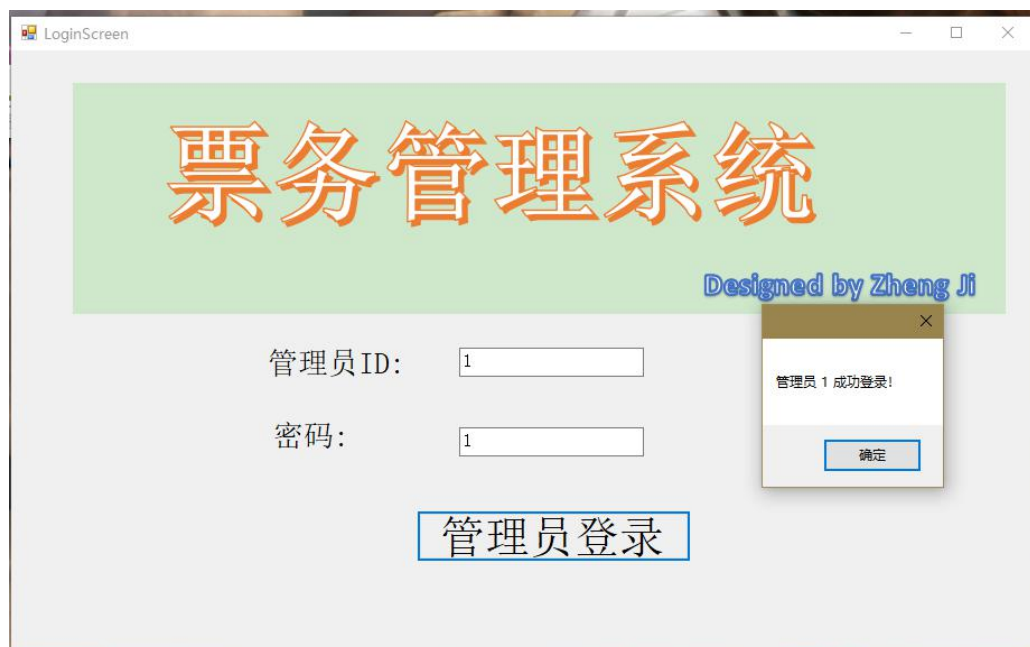 LoginScreen
票务管理系统
Designed by Zheng Ji
管理员ID: 1
管理员 1 成功登录!
密码: 1
确定
管理员登录